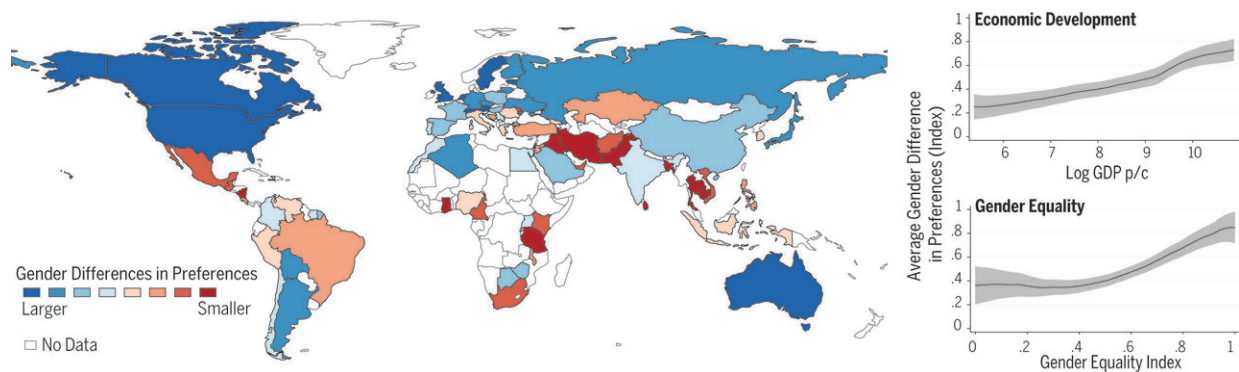 Gender Differences in Preferences
Larger
Smaller
No Data
Average Gender Difference
in Preferences (Index)
Economic Development
1
.8
.6
.4
.2
0
6
7
8
9
10
Log GDP p/c
Gender Equality
1
.8
.6
.4
.2
0
0
.2
.4
.6
.8
1
Gender Equality Index